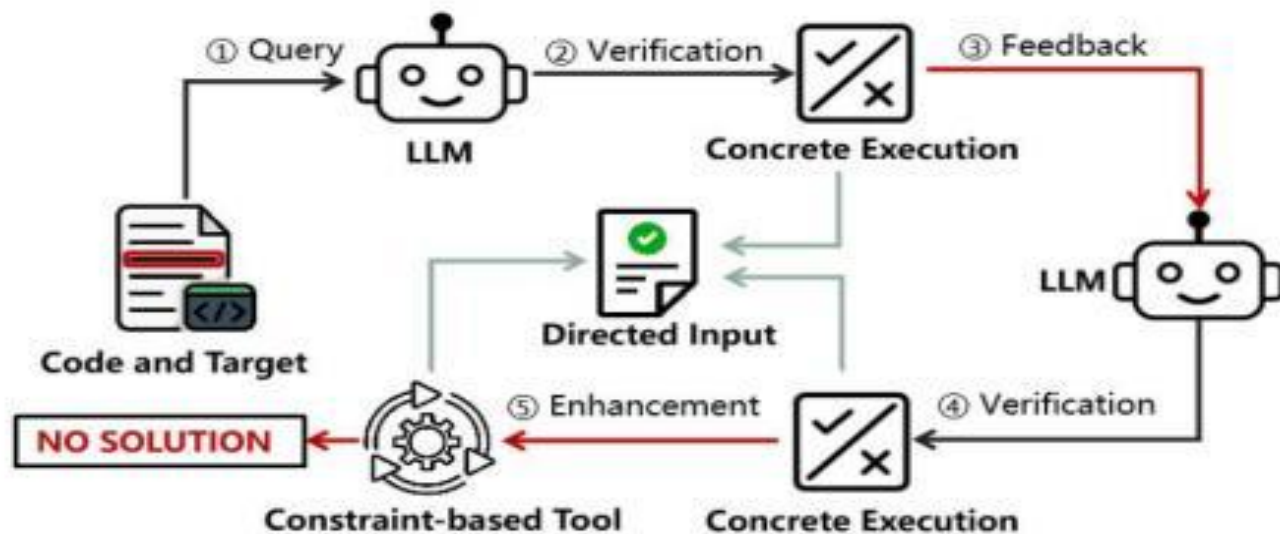 ① Query
② Verification
③ Feedback
LLM
Concrete Execution
</>
Code and Target
Directed Input
LLM
NO SOLUTION
⑤ Enhancement
④ Verification
Constraint-based Tool
Concrete Execution